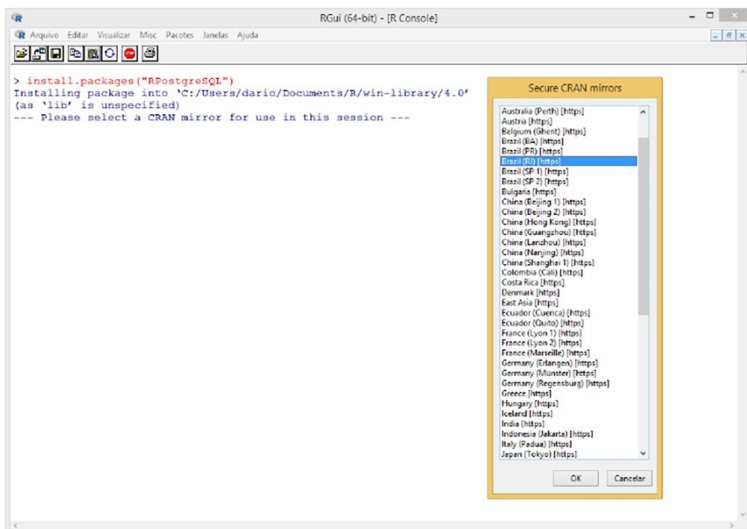 RGui (64-bit) - [R Console]
Arquivo Editar Visualizar Misc Pacotes Janelas Ajuda
STOP
> install.packages("RPostgreSQL")
Installing package into ‘C:/Users/dario/Documents/R/win-library/4.0’
(as ‘lib’ is unspecified)
--- Please select a CRAN mirror for use in this session ---
Secure CRAN mirrors
Australia (Perth) [https]
Austria [https]
Belgium (Ghent) [https]
Brazil (BA) [https]
Brazil (PR) [https]
Brazil (RJ) [https]
Brazil (SP 1) [https]
Brazil (SP 2) [https]
Bulgaria [https]
China (Beijing 1) [https]
China (Beijing 2) [https]
China (Hong Kong) [https]
China (Guangzhou) [https]
China (Lanzhou) [https]
China (Nanjing) [https]
China (Shanghai 1) [https]
Colombia (Cali) [https]
Costa Rica [https]
Denmark [https]
East Asia [https]
Ecuador (Cuenca) [https]
Ecuador (Quito) [https]
France (Lyon 1) [https]
France (Lyon 2) [https]
France (Marseille) [https]
Germany (Erlangen) [https]
Germany (Münster) [https]
Germany (Regensburg) [https]
Greece [https]
Hungary [https]
Iceland [https]
India [https]
Indonesia (Jakarta) [https]
Italy (Padua) [https]
Japan (Tokyo) [https]
OK
Cancelar